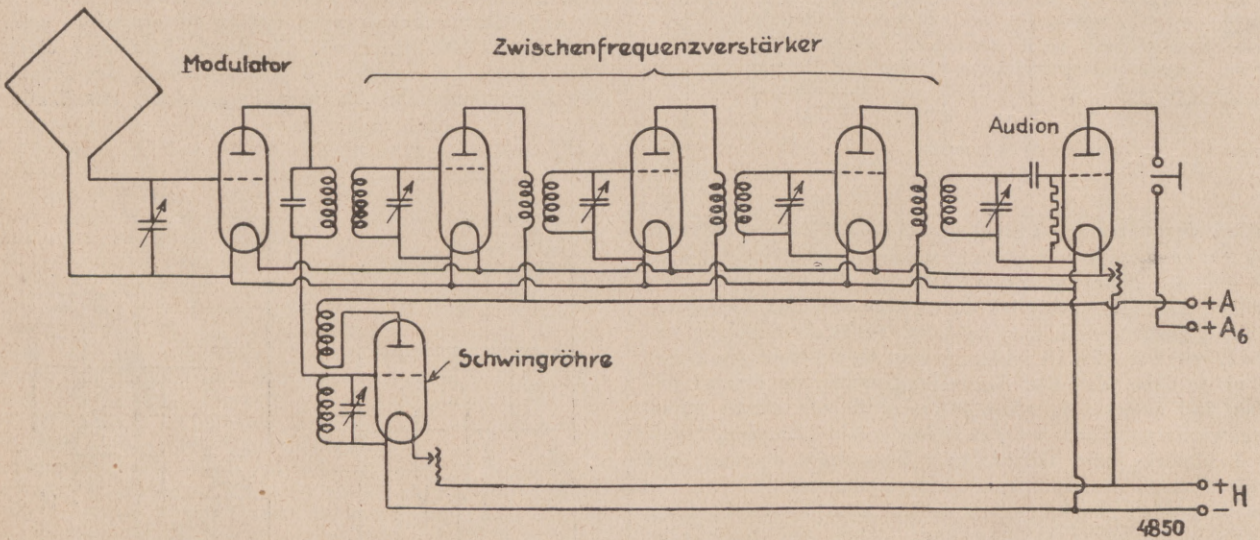 Zwischenfrequenzverstärker
Modulator
Audion
+A
+A6
Schwingröhre
+
H
−
4850